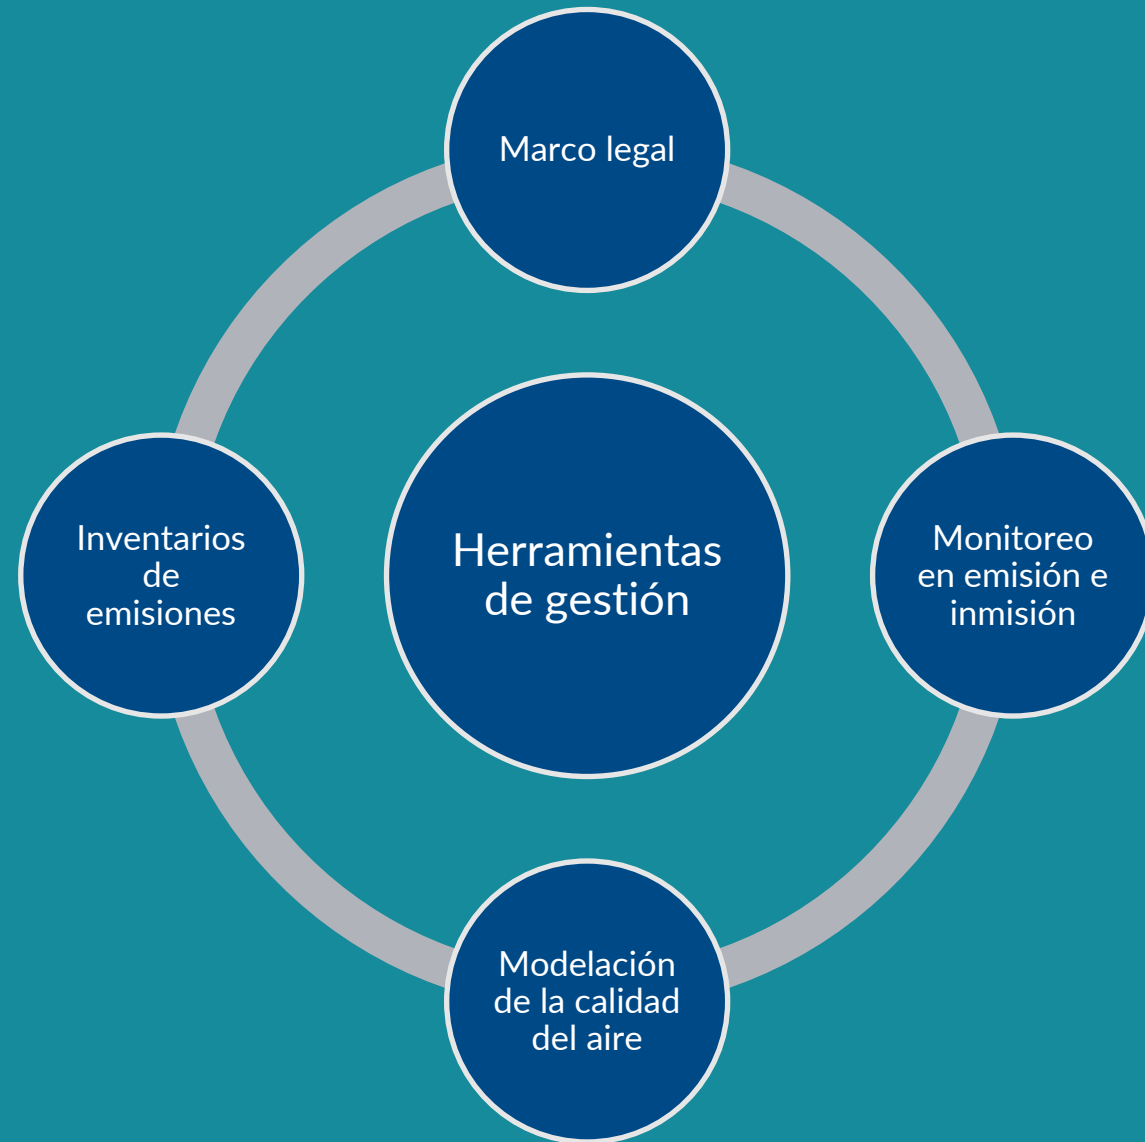 Marco legal
Inventarios
de
emisiones
Herramientas
de gestión
Monitoreo
en emisión e
inmisión
Modelación
de la calidad
del aire